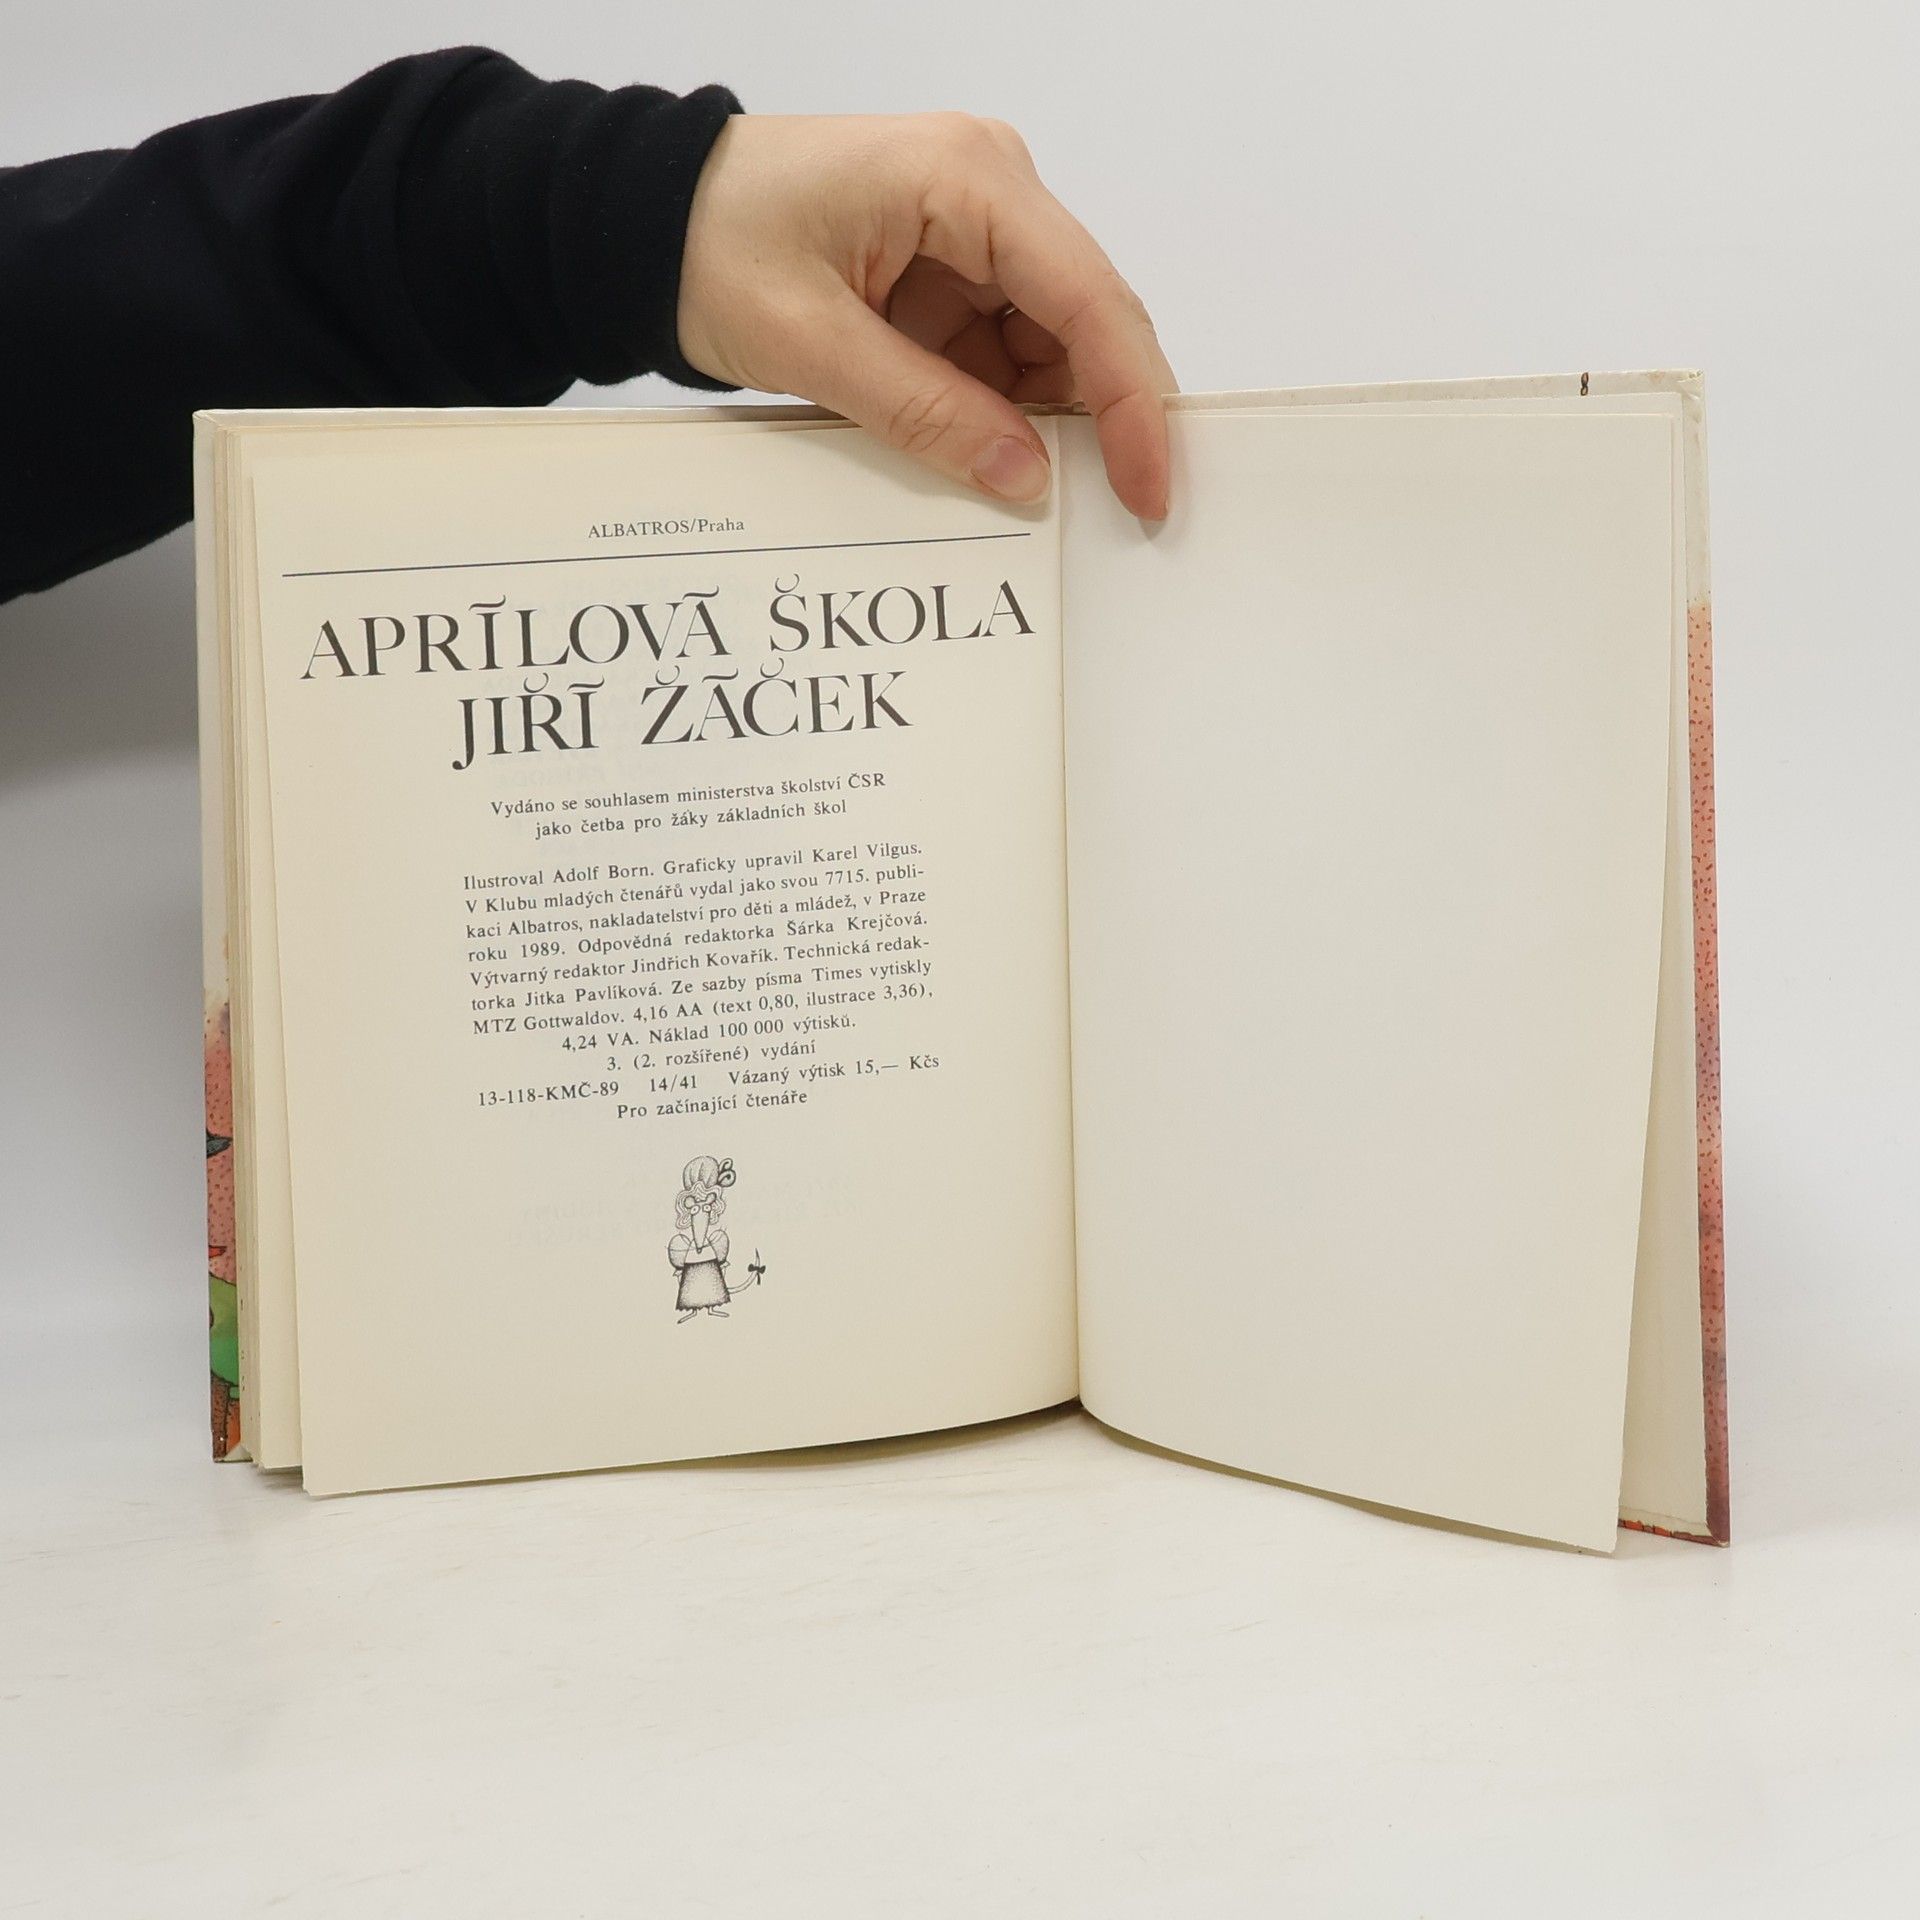 ALBATROS/Praha
APRÍLOVÁ ŠKOLA
JIŘÍ ŽÁČEK
Vydáno se souhlasem ministerstva školství ČSR
jako četba pro žáky základních škol
Ilustroval Adolf Born. Graficky upravil Karel Vilgus.
V Klubu mladých čtenářů vydal jako svou 7715. publi-
kaci Albatros, nakladatelství pro děti a mládež, v Praze
roku 1989. Odpovědná redaktorka Šárka Krejčová.
Výtvarný redaktor Jindřich Kovařík. Technická redak-
torka Jitka Pavlíková. Ze sazby písma Times vytiskly
MTZ Gottwaldov. 4,16 AA (text 0,80, ilustrace 3,36),
4,24 VA. Náklad 100 000 výtisků.
3. (2. rozšířené) vydání
13-118-KMČ-89 14/41 Vázaný výtisk 15,— Kčs
Pro začínající čtenáře